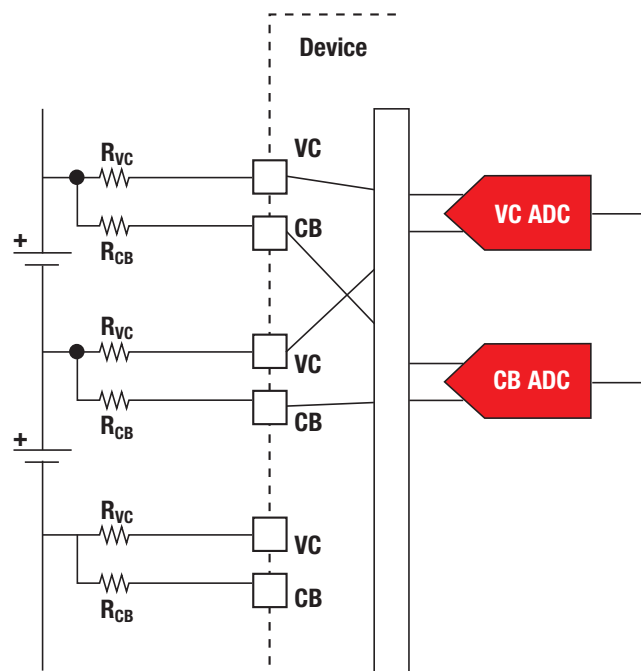 Device
R_VC
VC
R_CB
CB
VC ADC
+
R_VC
VC
R_CB
CB
CB ADC
+
R_VC
VC
R_CB
CB